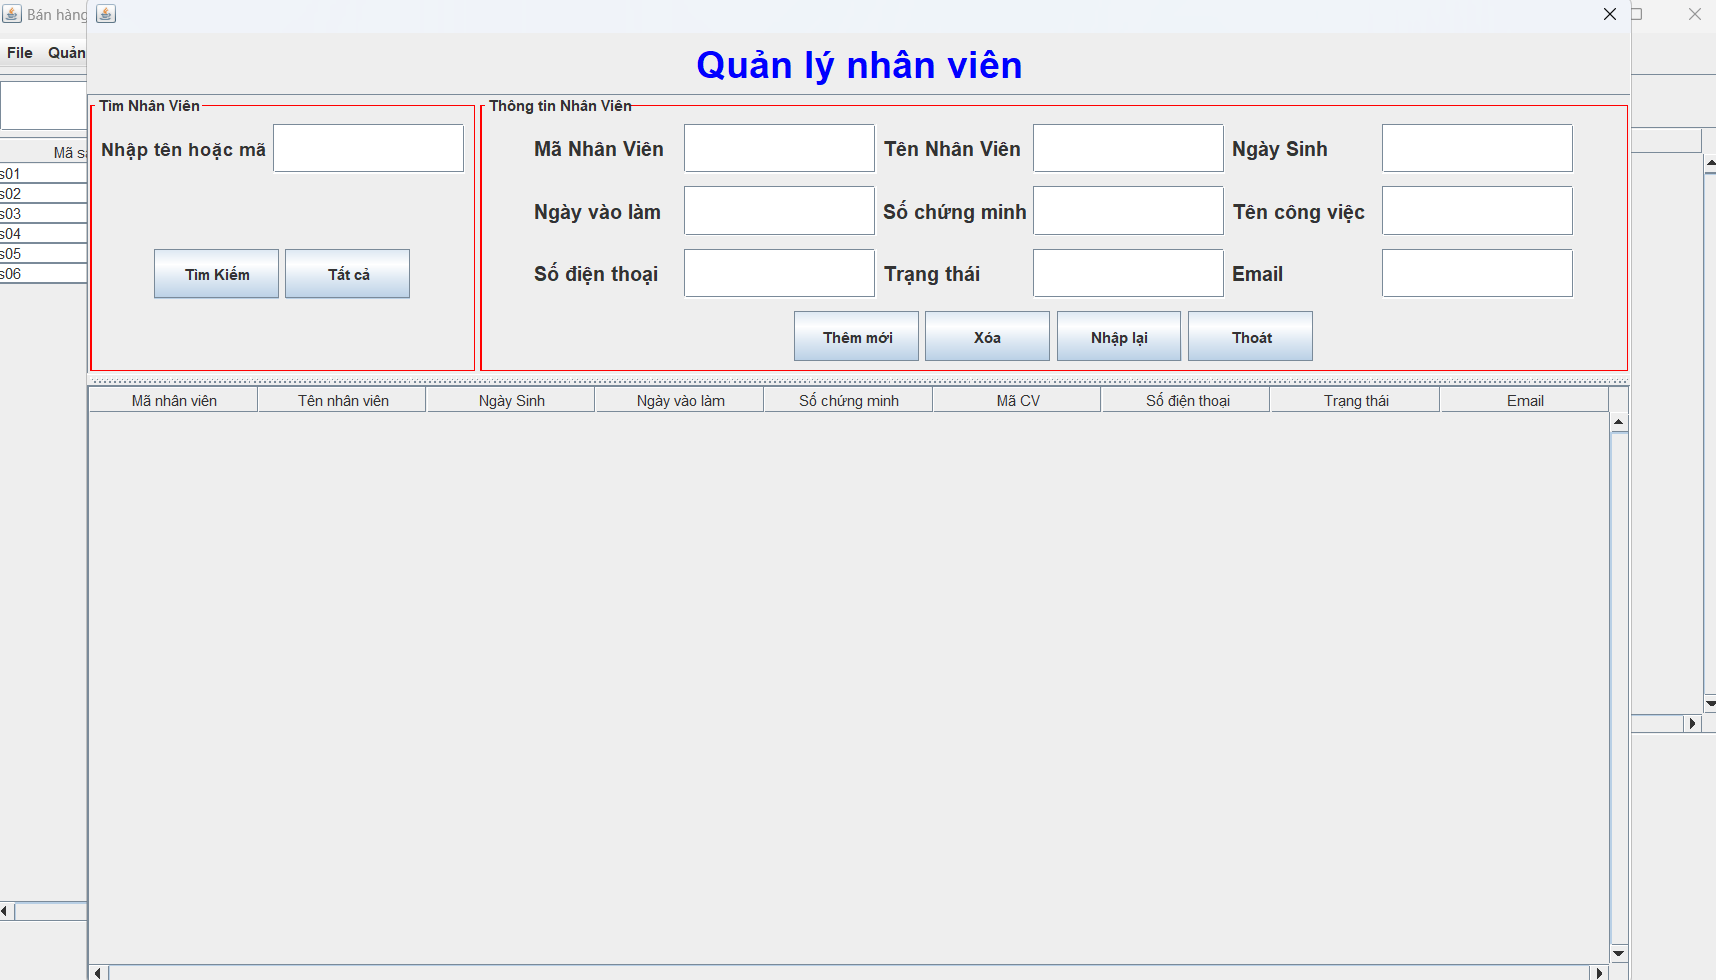 Bán hàng
File Quản
Mã
s01
s02
s03
s04
s05
s06
Quản lý nhân viên
Tìm Nhân Viên
Nhập tên hoặc mã
Tìm Kiếm Tất cả
Thông tin Nhân Viên
Mã Nhân Viên Tên Nhân Viên Ngày Sinh
Ngày vào làm Số chứng minh Tên công việc
Số điện thoại Trạng thái Email
Thêm mới Xóa Nhập lại Thoát
Mã nhân viên Tên nhân viên Ngày Sinh Ngày vào làm Số chứng minh Mã CV Số điện thoại Trạng thái Email